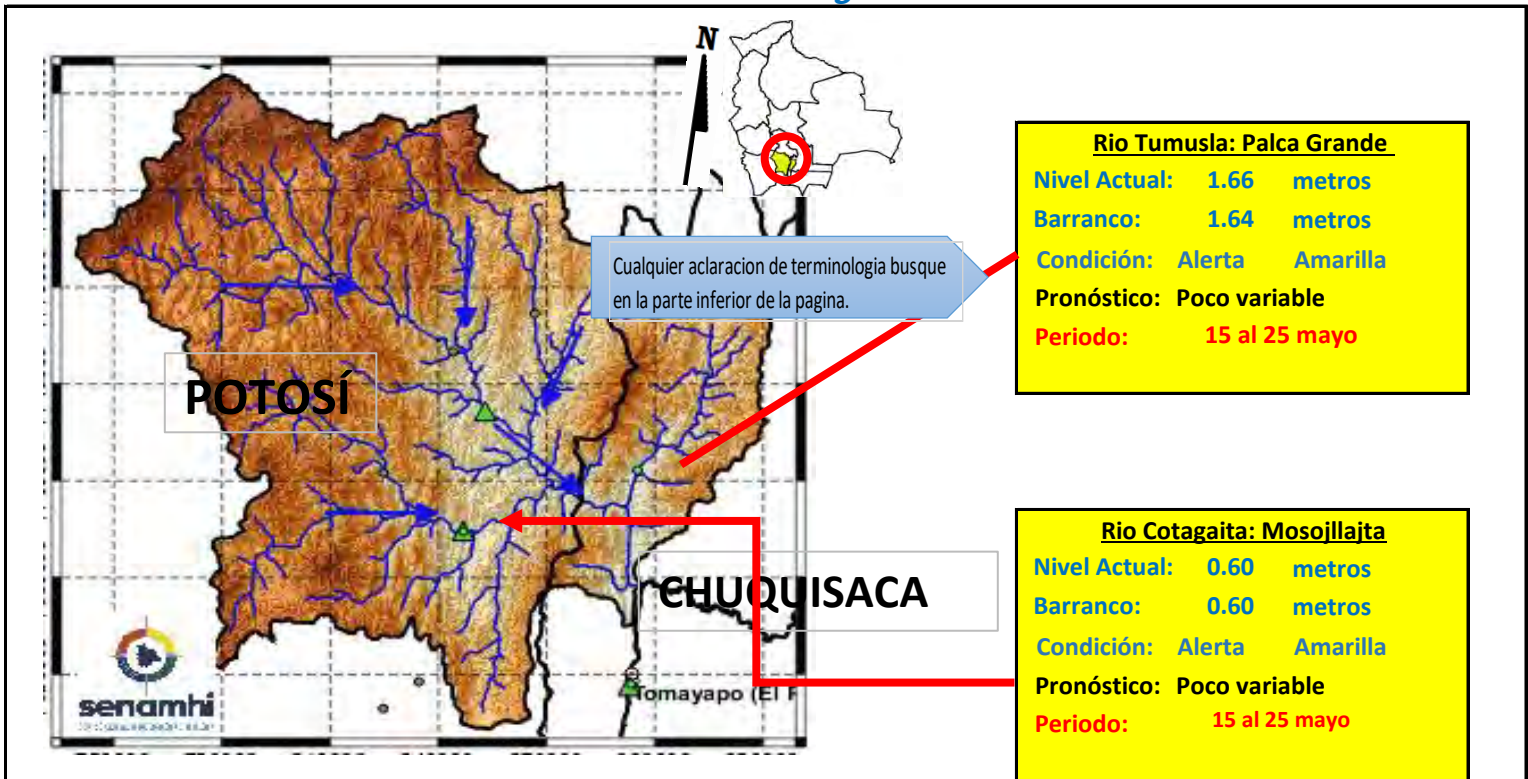 N
Rio Tumusla: Palca Grande
Nivel Actual: 1.66 metros
Barranco: 1.64 metros
Condición: Alerta Amarilla
Pronóstico: Poco variable
Periodo: 15 al 25 mayo
Cualquier aclaracion de terminologia busque
en la parte inferior de la pagina.
POTOSÍ
CHUQUISACA
Rio Cotagaita: Mosojllajta
Nivel Actual: 0.60 metros
Barranco: 0.60 metros
Condición: Alerta Amarilla
Pronóstico: Poco variable
Periodo: 15 al 25 mayo
senamhi
Tomayapo (El